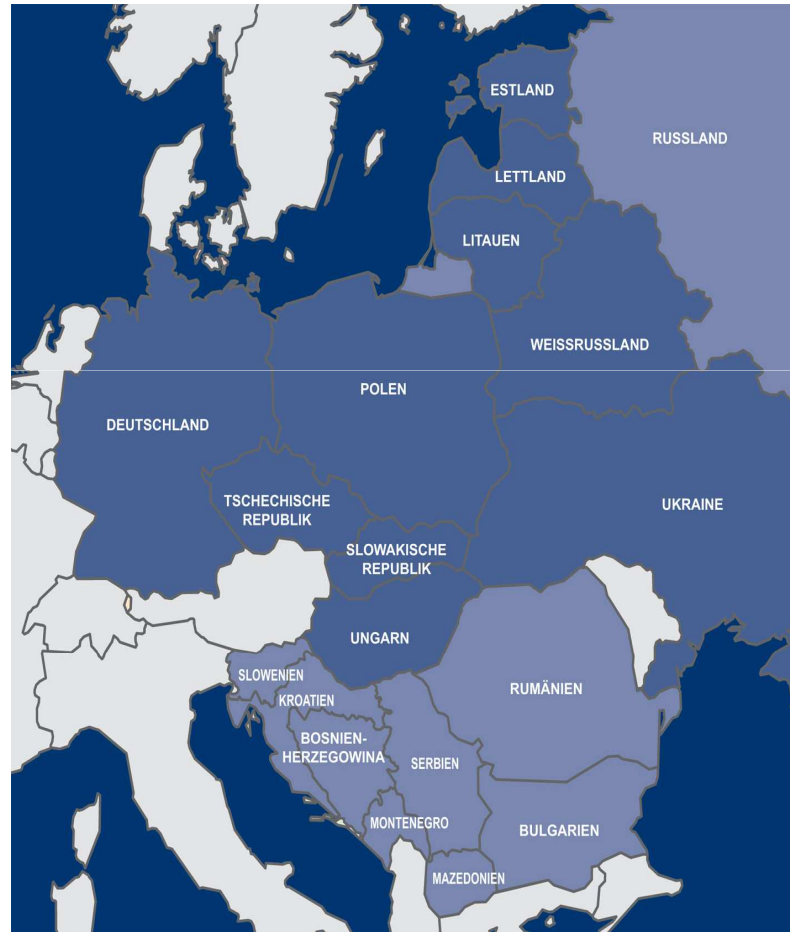 ESTLAND
RUSSLAND
LETTLAND
LITAUEN
WEISSRUSSLAND
POLEN
DEUTSCHLAND
TSCHECHISCHE
REPUBLIK
UKRAINE
SLOWAKISCHE
REPUBLIK
UNGARN
SLOWENIEN
RUMÄNIEN
KROATIEN
BOSNIEN-
HERZEGOWINA
SERBIEN
MONTENEGRO
BULGARIEN
MAZEDONIEN